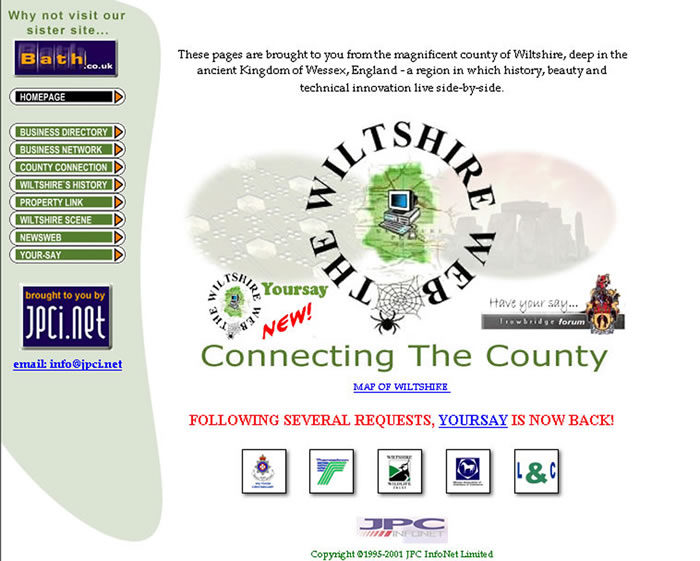 Why not visit our
sister site...
Bath.co.uk
HOMEPAGE
BUSINESS DIRECTORY
BUSINESS NETWORK
COUNTY CONNECTION
WILTSHIRE'S HISTORY
PROPERTY LINK
WILTSHIRE SCENE
NEWSWEB
YOUR-SAY
brought to you by
JPCi.net
email: info@jpci.net
These pages are brought to you from the magnificent county of Wiltshire, deep in the
ancient Kingdom of Wessex, England - a region in which history, beauty and
technical innovation live side-by-side.
THE WILTSHIRE WEB
THE WILTSHIRE WEB
Yoursay
NEW!
Have your say...
Trowbridge forum
Connecting The County
MAP OF WILTSHIRE
FOLLOWING SEVERAL REQUESTS, YOURSAY IS NOW BACK!
WILTSHIRE
WILDLIFE
TRUST
L & C
JPC
INFONET
Copyright ©1995-2001 JPC InfoNet Limited